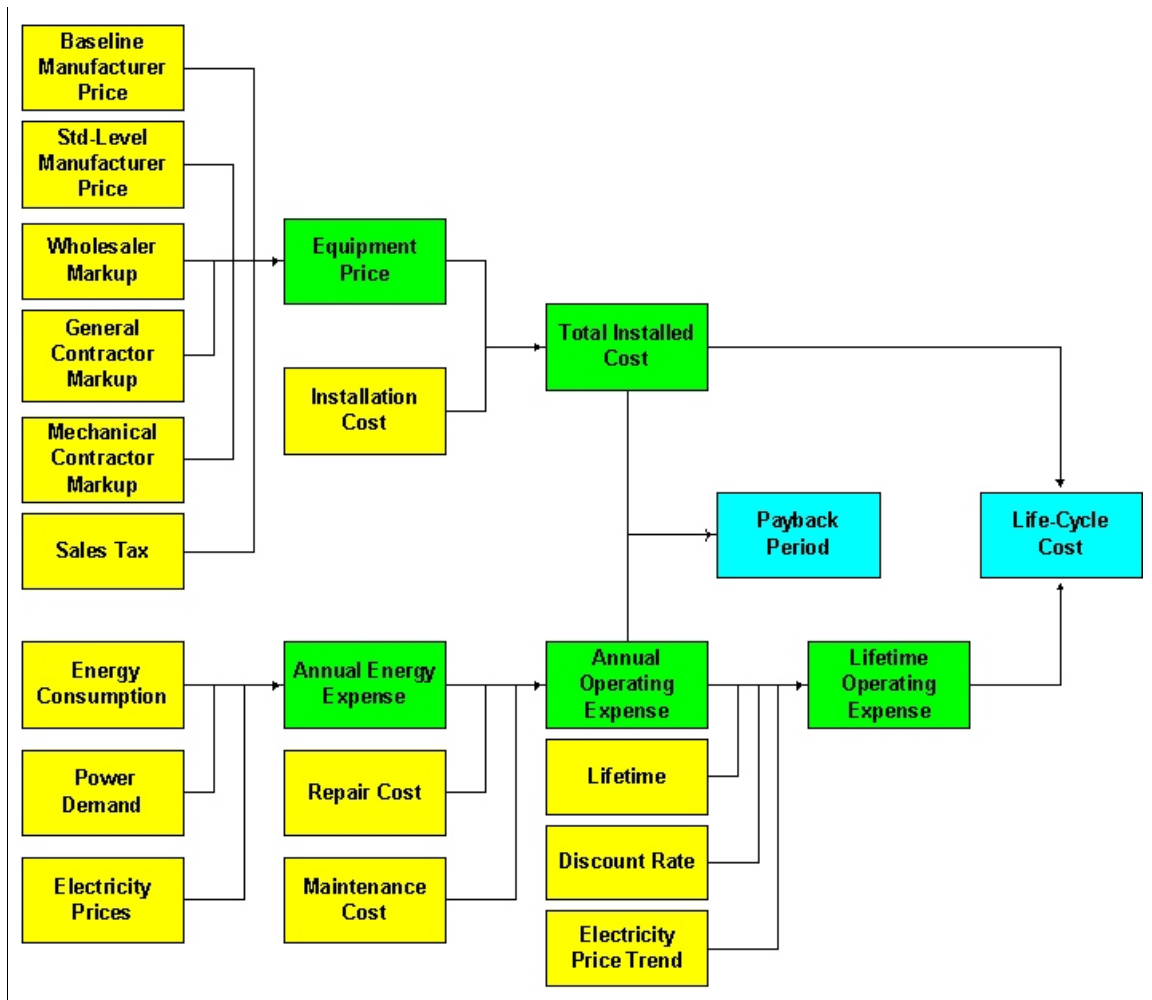 Baseline
Manufacturer
Price
Std-Level
Manufacturer
Price
Wholesaler
Markup
General
Contractor
Markup
Mechanical
Contractor
Markup
Sales Tax
Equipment
Price
Installation
Cost
Total Installed
Cost
Payback
Period
Life-Cycle
Cost
Energy
Consumption
Power
Demand
Electricity
Prices
Annual Energy
Expense
Repair Cost
Maintenance
Cost
Annual
Operating
Expense
Lifetime
Discount Rate
Electricity
Price Trend
Lifetime
Operating
Expense